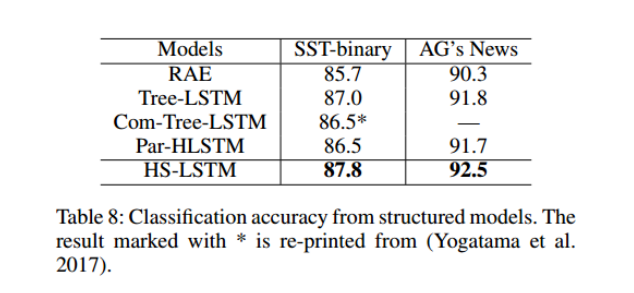 Models SST-binary AG's News
RAE 85.7 90.3
Tree-LSTM 87.0 91.8
Com-Tree-LSTM 86.5* —
Par-HLSTM 86.5 91.7
HS-LSTM 87.8 92.5
Table 8: Classification accuracy from structured models. The
result marked with * is re-printed from (Yogatama et al.
2017).